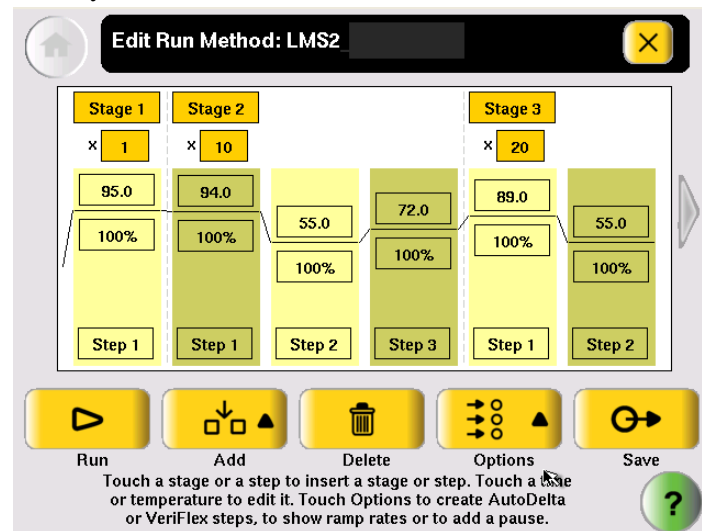 Edit Run Method: LMS2_
Stage 1 Stage 2 Stage 3
x 1 x 10 x 20
95.0 94.0 55.0 72.0 89.0 55.0
100% 100% 100% 100% 100% 100%
Step 1 Step 1 Step 2 Step 3 Step 1 Step 2
Run Add Delete Options Save
Touch a stage or a step to insert a stage or step. Touch a
or temperature to edit it. Touch Options to create AutoDelta
or VeriFlex steps, to show ramp rates or to add a pause.
?